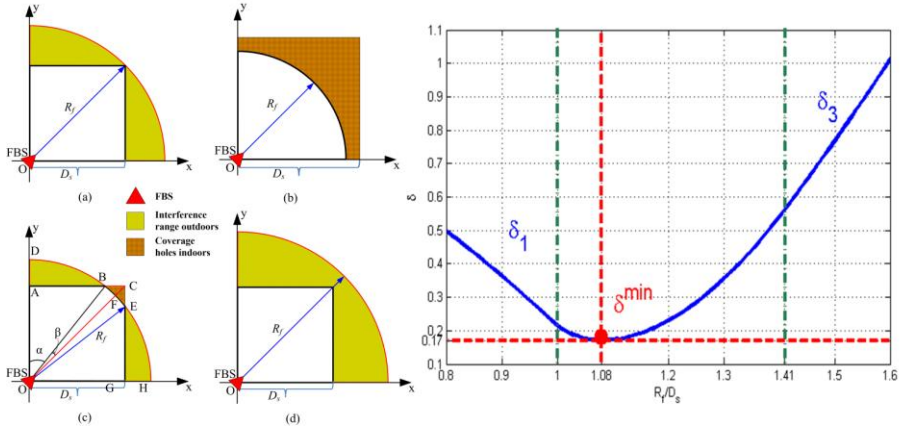 y
R_f
FBS
O
D_s
x
(a)
y
R_f
FBS
O
D_s
x
(b)
FBS
Interference
range outdoors
Coverage
holes indoors
y
D
B
C
A
F
E
β
α
R_f
FBS
O
G
H
D_s
x
(c)
y
R_f
FBS
O
D_s
x
(d)
1.1
1
0.9
0.8
0.7
0.6
0.5
0.4
0.3
0.2
0.17
0.1
δ
δ_1
δ^min
δ_3
0.8
0.9
1
1.08
1.2
1.3
1.41
1.5
1.6
R_f/D_s